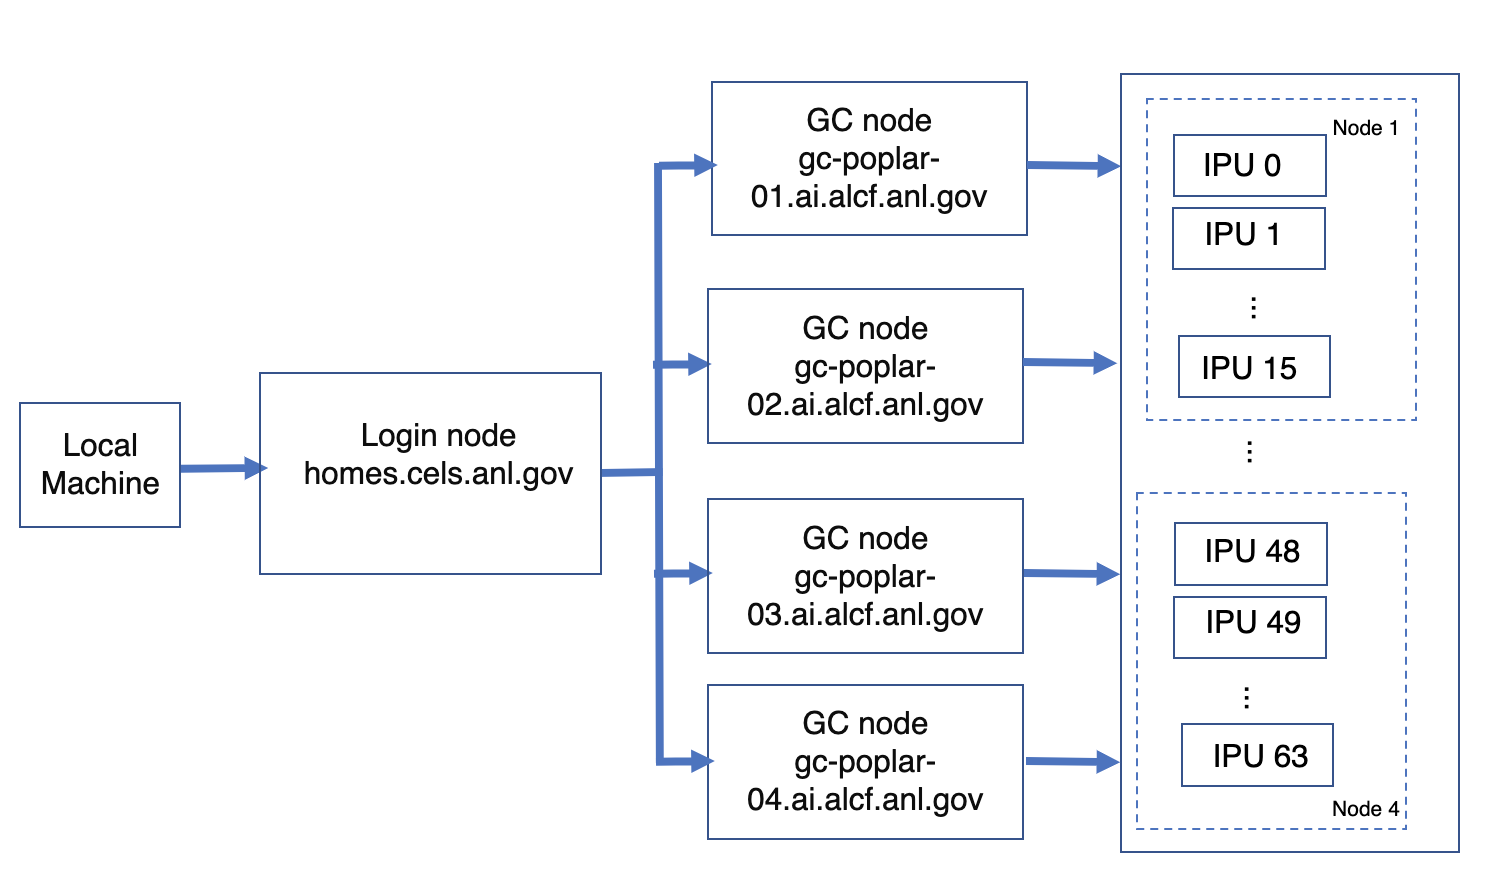 Local
Machine
Login node
homes.cels.anl.gov
GC node
gc-poplar-
01.ai.alcf.anl.gov
GC node
gc-poplar-
02.ai.alcf.anl.gov
GC node
gc-poplar-
03.ai.alcf.anl.gov
GC node
gc-poplar-
04.ai.alcf.anl.gov
Node 1
IPU 0
IPU 1
...
IPU 15
...
IPU 48
IPU 49
...
IPU 63
Node 4